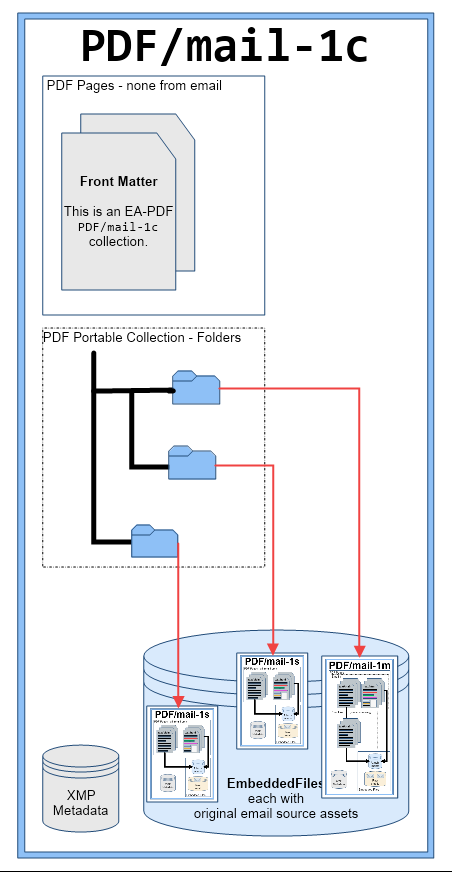 PDF/mail-1c
PDF Pages - none from email
Front Matter
This is an EA-PDF
PDF/mail-1c
collection.
PDF Portable Collection - Folders
PDF/mail-1s
PDF/mail-1m
PDF/mail-1s
EmbeddedFiles
each with
original email source assets
XMP
Metadata